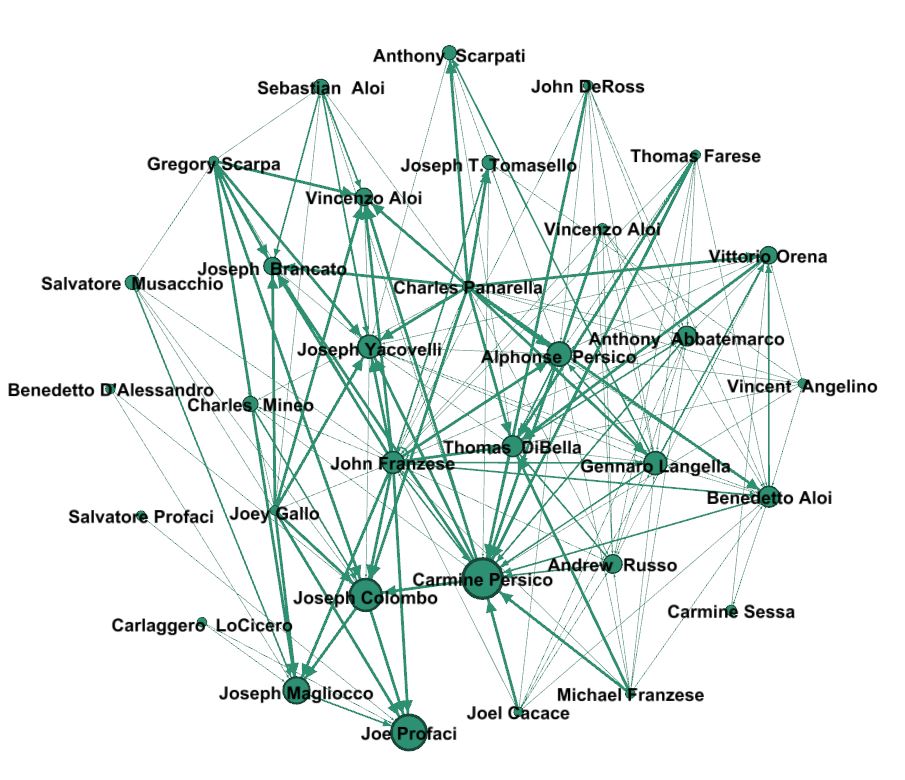 Anthony Scarpati
Sebastian Aloi
John DeRoss
Gregory Scarpa
Joseph T. Tomasello
Thomas Farese
Vincenzo Aloi
Vincenzo Aloi
Vittorio Orena
Joseph Brancato
Salvatore Musacchio
Charles Panarella
Joseph Yacovelli
Alphonse Persico
Anthony Abbatemarco
Benedetto D'Alessandro
Charles Mineo
Vincent Angelino
John Franzese
Thomas DiBella
Gennaro Langella
Benedetto Aloi
Salvatore Profaci
Joey Gallo
Carmine Persico
Andrew Russo
Joseph Colombo
Carmine Sessa
Carlaggero LoCicero
Joseph Magliocco
Michael Franzese
Joel Cacace
Joe Profaci